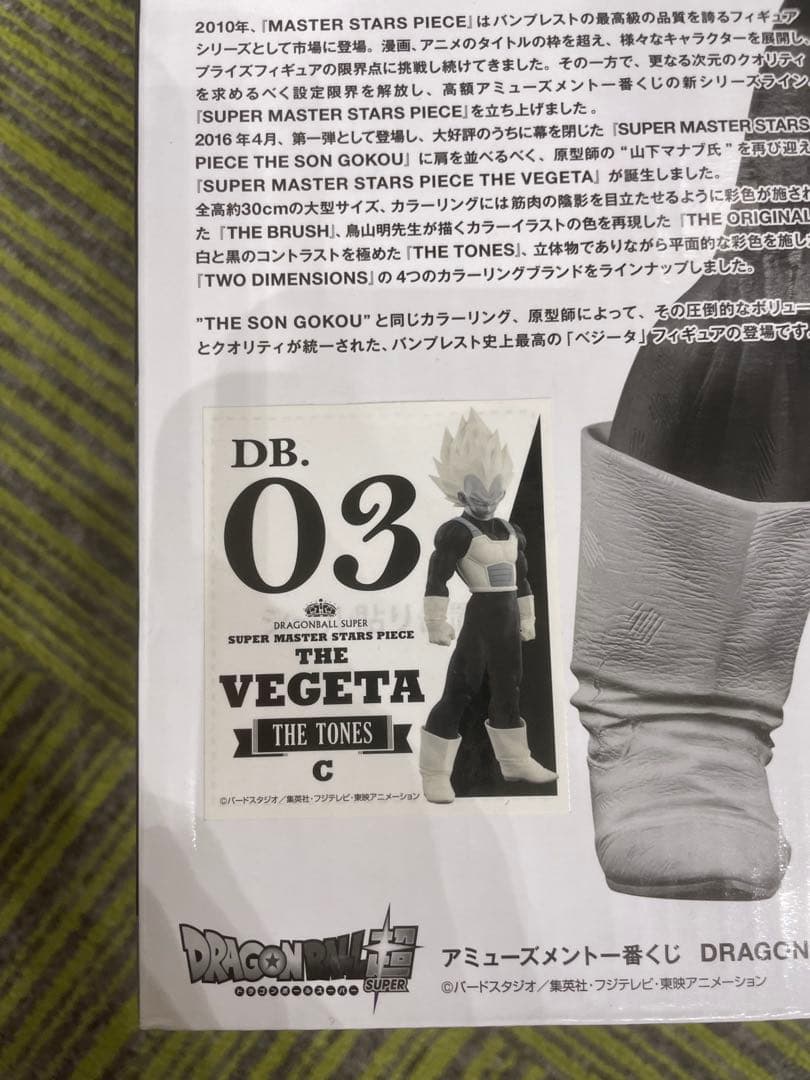 2010年、『MASTER STARS PIECE』はバンプレストの最高級の品質を誇るフィギュア
シリーズとして市場に登場。漫画、アニメのタイトルの枠を超え、様々なキャラクターを展開し、
プライズフィギュアの限界点に挑戦し続けてきました。その一方で、更なる次元のクオリティ
を求めるべく設定限界を解放し、高額アミューズメント一番くじの新シリーズライン、
『SUPER MASTER STARS PIECE』を立ち上げました。
2016年4月、第一弾として登場し、大好評のうちに幕を閉じた『SUPER MASTER STARS
PIECE THE SON GOKOU』に肩を並べるべく、原型師の“山下マナブ氏”を再び迎え
『SUPER MASTER STARS PIECE THE VEGETA』が誕生しました。
全高約30cmの大型サイズ、カラーリングには筋肉の陰影を目立たせるように彩色が施され
た『THE BRUSH』、鳥山明先生が描くカラーイラストの色を再現した『THE ORIGINAL
白と黒のコントラストを極めた『THE TONES』、立体物でありながら平面的な彩色を施した
『TWO DIMENSIONS』の4つのカラーリングブランドをラインナップしました。
”THE SON GOKOU”と同じカラーリング、原型師によって、その圧倒的なボリュー
とクオリティが統一された、バンプレスト史上最高の「ベジータ」フィギュアの登場です
DB.
03
DRAGONBALL SUPER
SUPER MASTER STARS PIECE
THE
VEGETA
THE TONES
C
©バードスタジオ／集英社・フジテレビ・東映アニメーション
DRAGON BALL超
ドラゴンボールスーパー SUPER
アミューズメント一番くじ DRAGON
©バードスタジオ／集英社・フジテレビ・東映アニメーション